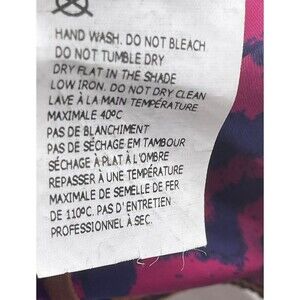 HAND WASH. DO NOT BLEACH
DO NOT TUMBLE DRY
DRY FLAT IN THE SHADE
LOW IRON. DO NOT DRY CLEAN
LAVE À LA MAIN TEMPÉRATURE
MAXIMALE 40ºC
PAS DE BLANCHIMENT
PAS DE SÉCHAGE EM TAMBOUR
SÉCHAGE À PLAT À L'OMBRE
REPASSER À UNE TEMPÉRATURE
MAXIMALE DE SEMELLE DE FER
DE 110ºC. PAS D'ENTRETIEN
PROFESSIONNEL À SEC.